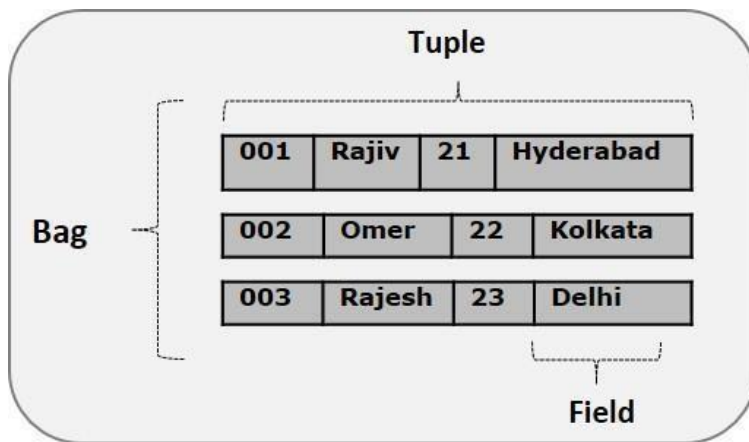 Tuple
001 Rajiv 21 Hyderabad
Bag
002 Omer 22 Kolkata
003 Rajesh 23 Delhi
Field